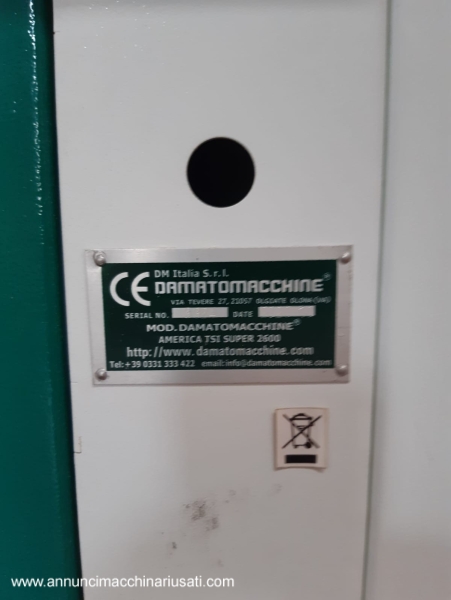 CE DM Italia S.r.l.
DAMATOMACCHINE®
VIA TEVERE 27, 21057 OLGIATE OLONA (VA)
SERIAL NO. DATE
MOD. DAMATOMACCHINE®
AMERICA TSI SUPER 2600
http://www.damatomacchine.com
Tel:+39 0331 333 422 email:info@damatomacchine.com
www.annuncimacchinariusati.com